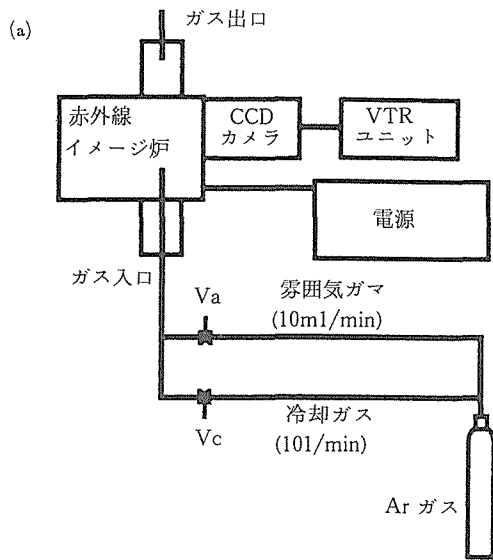 (a)
ガス出口
赤外線
イメージ炉
CCD
カメラ
VTR
ユニット
電源
ガス入口
Va
雰囲気ガマ
(10m1/min)
Vc
冷却ガス
(101/min)
Ar ガス